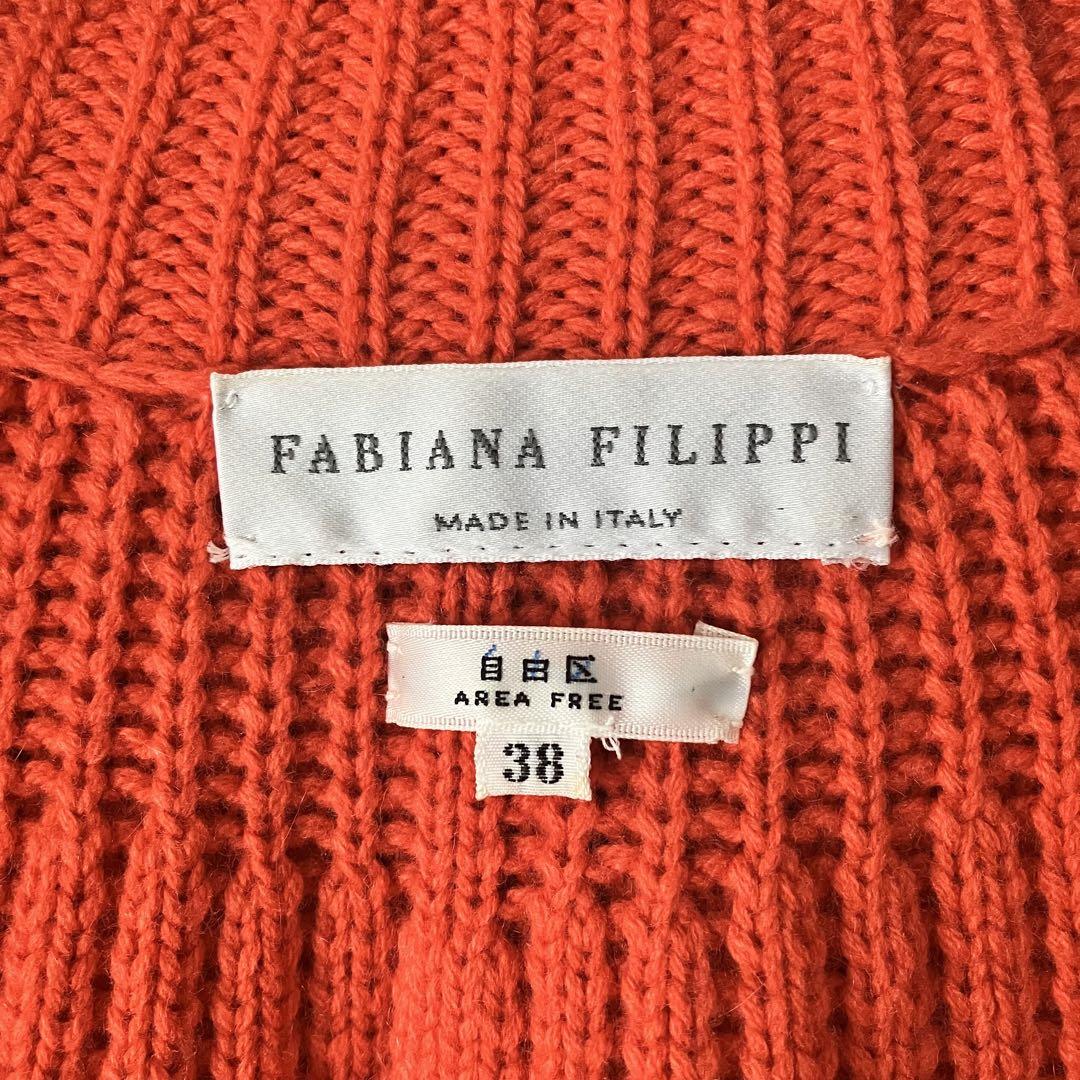 FABIANA FILIPPI
MADE IN ITALY
自由区
AREA FREE
38